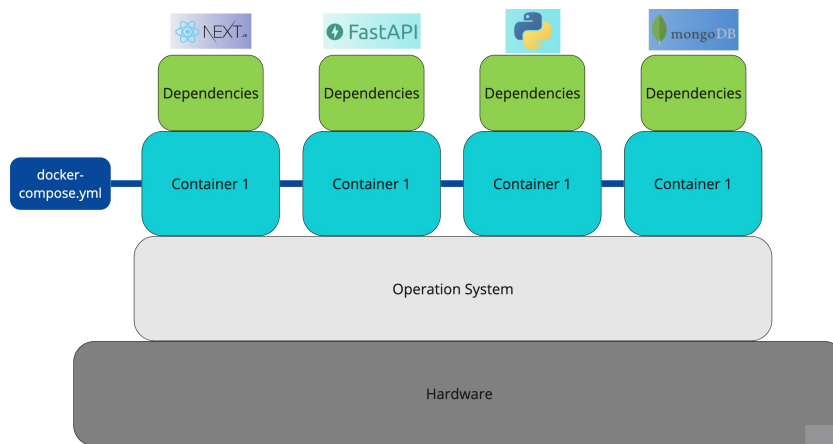 NEXT.JS
FastAPI
mongoDB
Dependencies
Dependencies
Dependencies
Dependencies
docker-
compose.yml
Container 1
Container 1
Container 1
Container 1
Operation System
Hardware